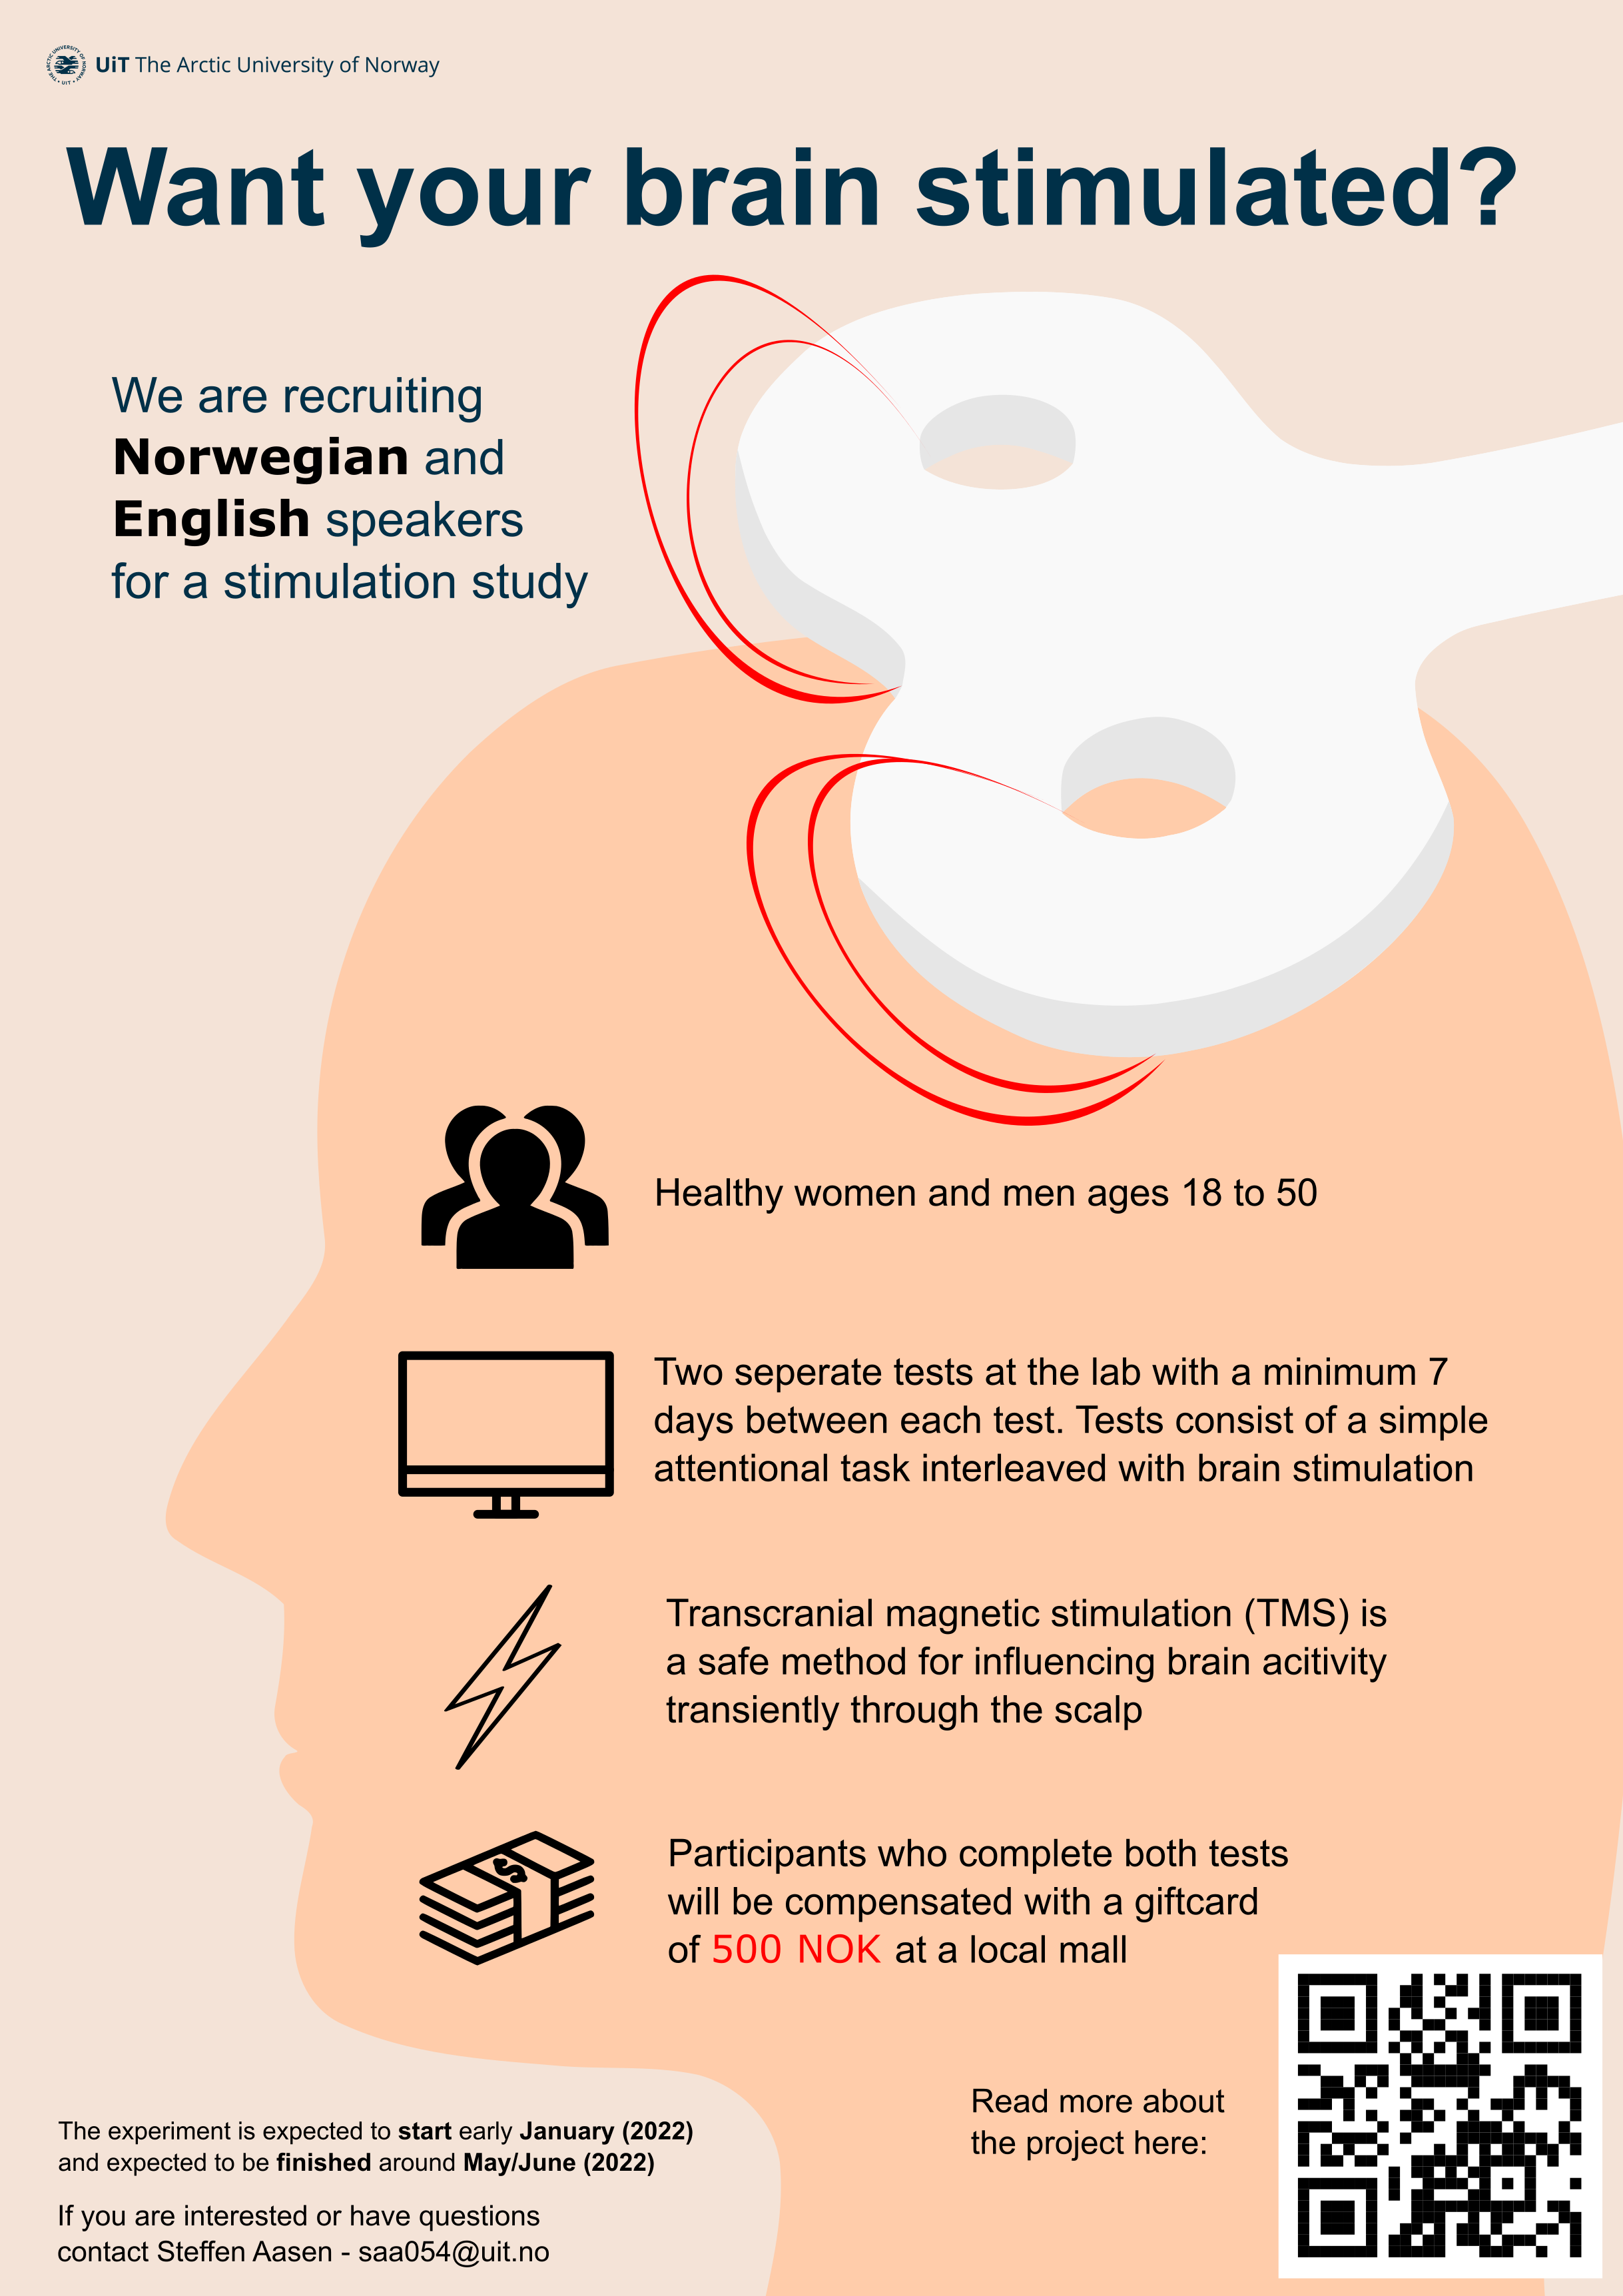 UiT The Arctic University of Norway
Want your brain stimulated?
We are recruiting
Norwegian and
English speakers
for a stimulation study
Healthy women and men ages 18 to 50
Two seperate tests at the lab with a minimum 7
days between each test. Tests consist of a simple
attentional task interleaved with brain stimulation
Transcranial magnetic stimulation (TMS) is
a safe method for influencing brain acitivity
transiently through the scalp
Participants who complete both tests
will be compensated with a giftcard
of 500 NOK at a local mall
Read more about
the project here:
The experiment is expected to start early January (2022)
and expected to be finished around May/June (2022)
If you are interested or have questions
contact Steffen Aasen - saa054@uit.no